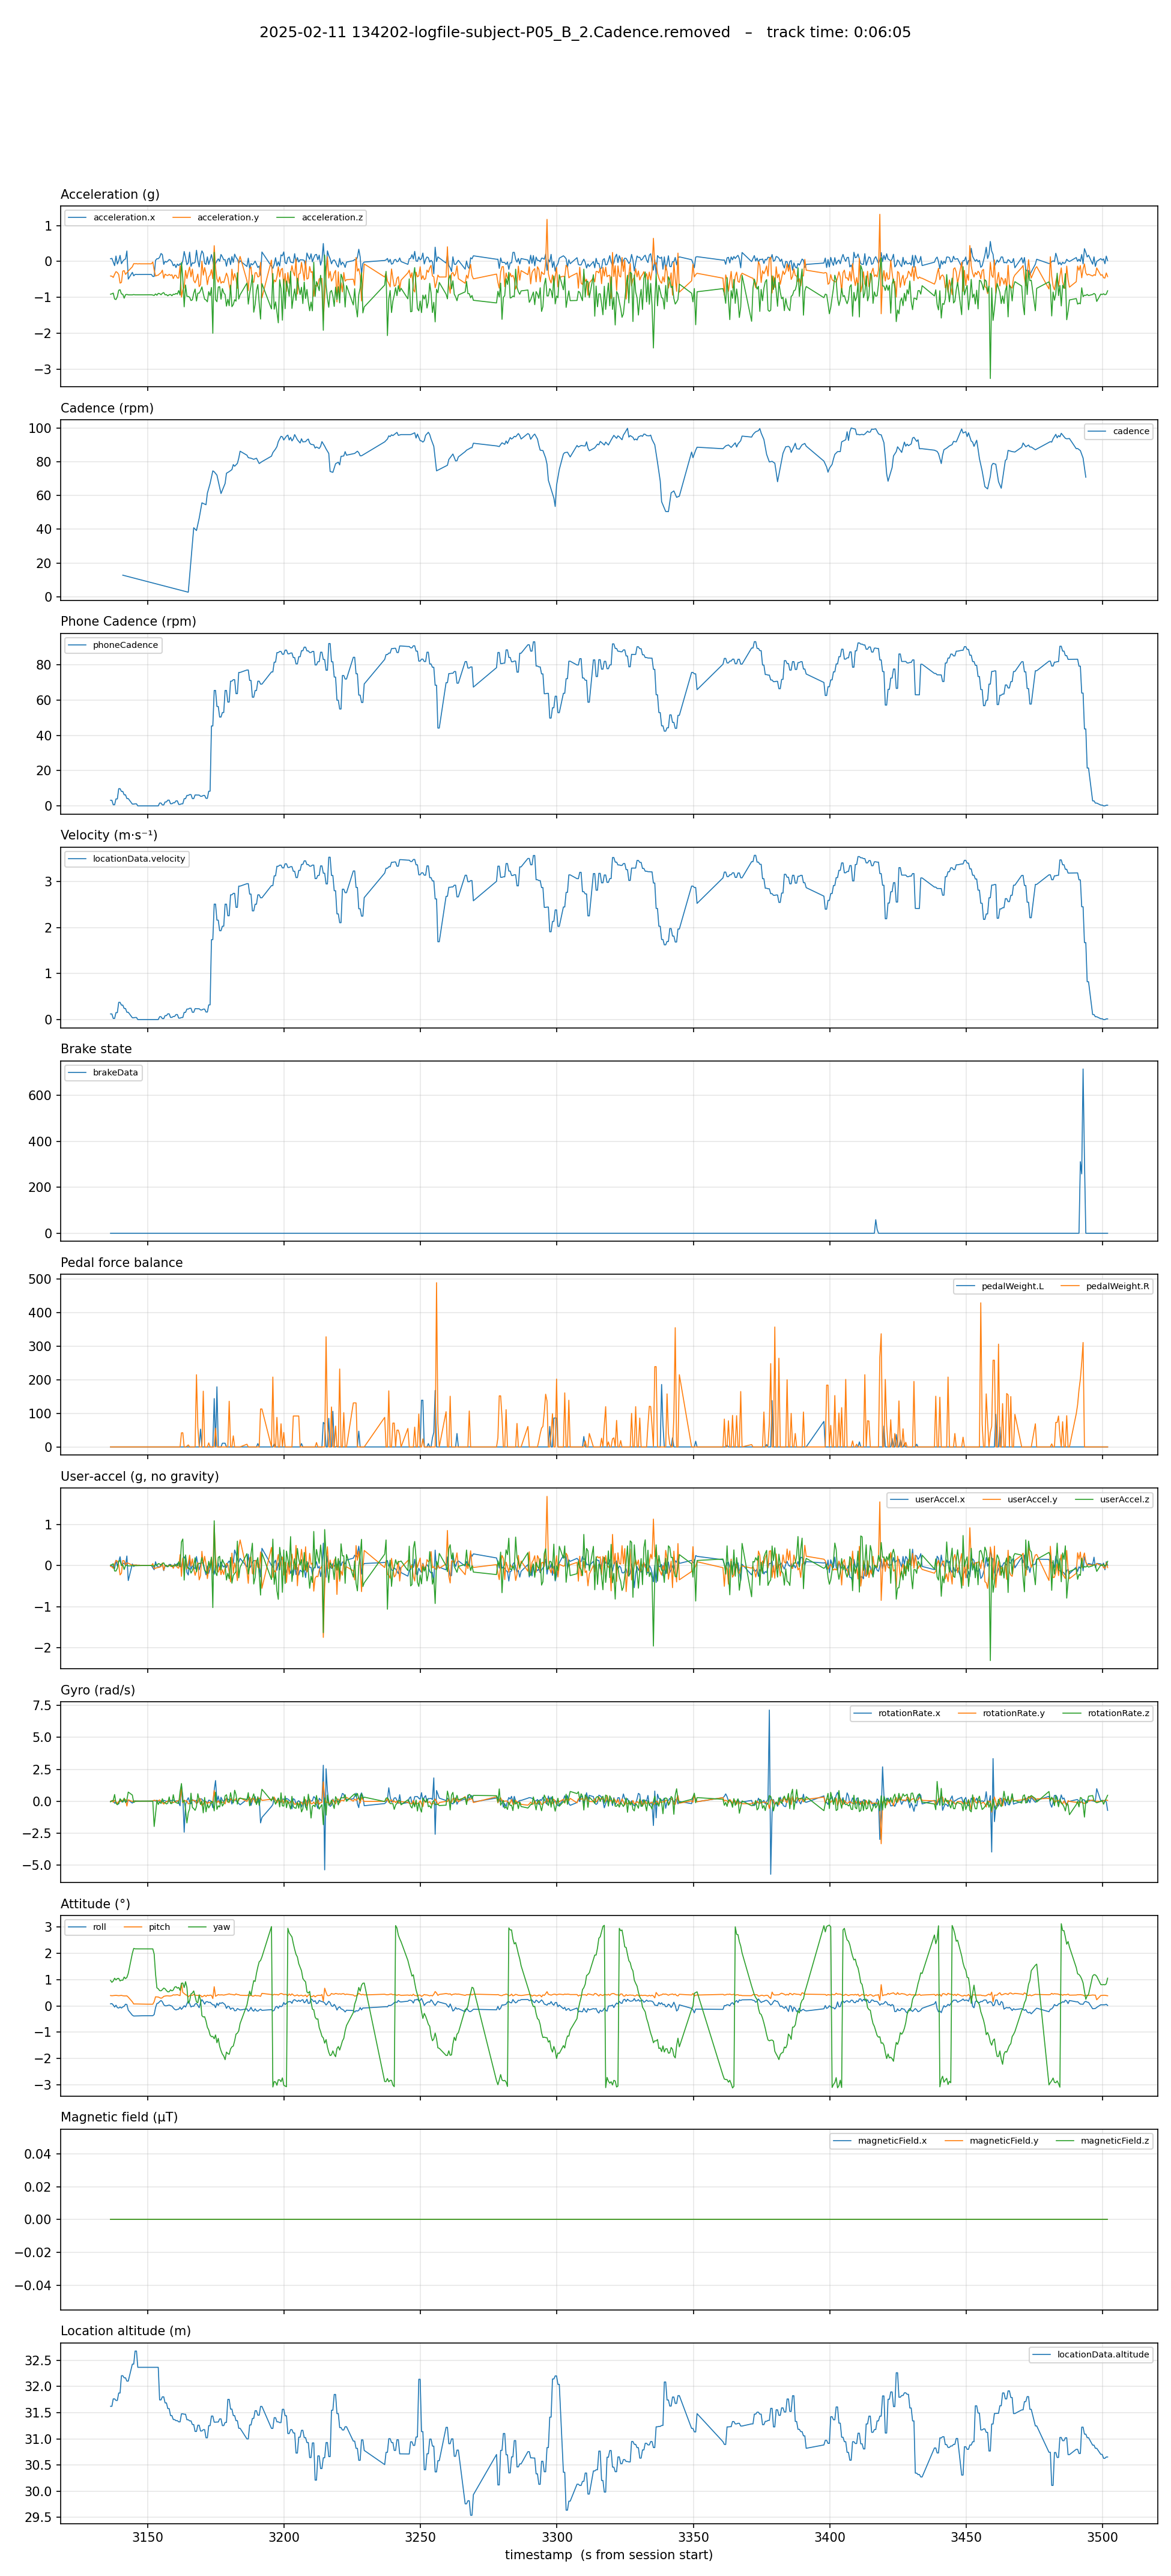 2025-02-11 134202-logfile-subject-P05_B_2.Cadence.removed – track time: 0:06:05
Acceleration (g)
acceleration.x acceleration.y acceleration.z
1
0
−1
−2
−3
Cadence (rpm)
cadence
100
80
60
40
20
0
Phone Cadence (rpm)
phoneCadence
80
60
40
20
0
Velocity (m·s⁻¹)
locationData.velocity
3
2
1
0
Brake state
brakeData
600
400
200
0
Pedal force balance
pedalWeight.L pedalWeight.R
500
400
300
200
100
0
User-accel (g, no gravity)
userAccel.x userAccel.y userAccel.z
1
0
−1
−2
Gyro (rad/s)
rotationRate.x rotationRate.y rotationRate.z
7.5
5.0
2.5
0.0
−2.5
−5.0
Attitude (°)
roll pitch yaw
3
2
1
0
−1
−2
−3
Magnetic field (µT)
magneticField.x magneticField.y magneticField.z
0.04
0.02
0.00
−0.02
−0.04
Location altitude (m)
locationData.altitude
32.5
32.0
31.5
31.0
30.5
30.0
29.5
3150 3200 3250 3300 3350 3400 3450 3500
timestamp (s from session start)